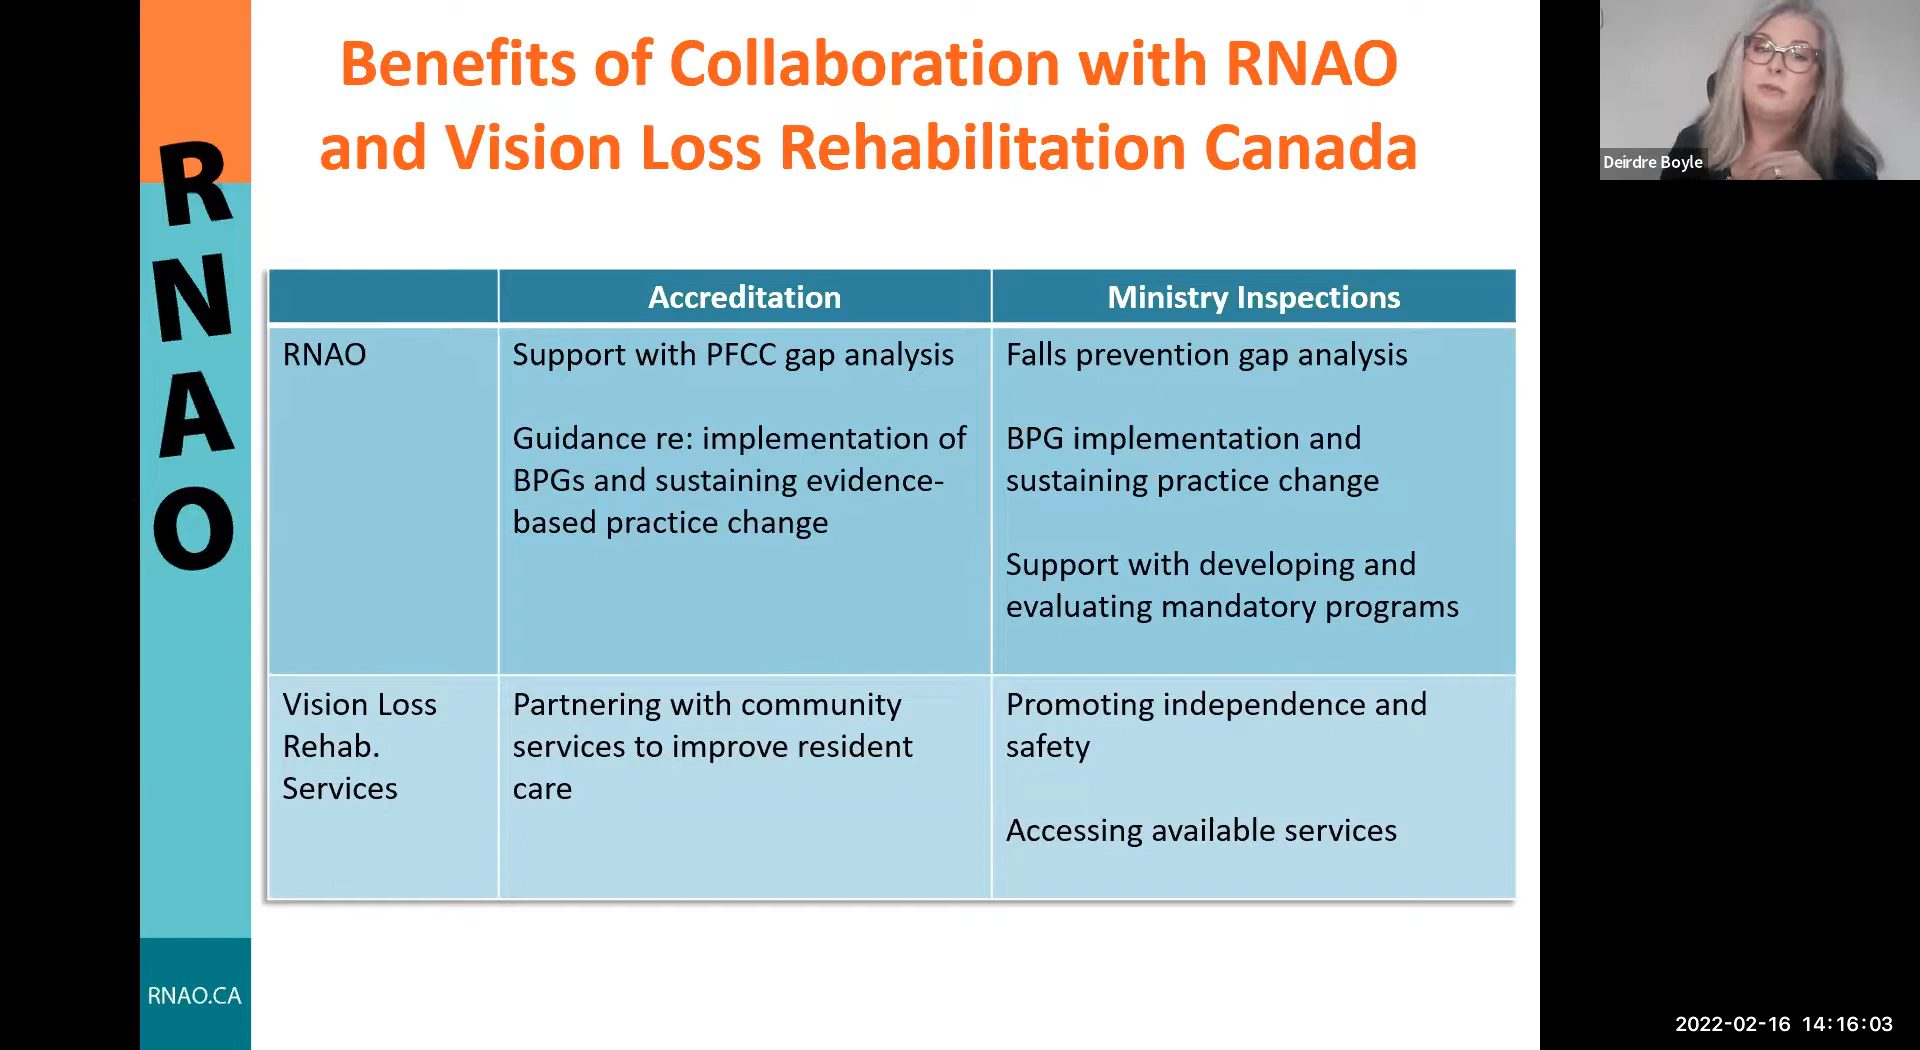 Benefits of Collaboration with RNAO
and Vision Loss Rehabilitation Canada
Deirdre Boyle
RNAO
Accreditation
Ministry Inspections
RNAO
Support with PFCC gap analysis
Guidance re: implementation of
BPGs and sustaining evidence-
based practice change
Falls prevention gap analysis
BPG implementation and
sustaining practice change
Support with developing and
evaluating mandatory programs
Vision Loss
Rehab.
Services
Partnering with community
services to improve resident
care
Promoting independence and
safety
Accessing available services
RNAO.CA
2022-02-16 14:16:03